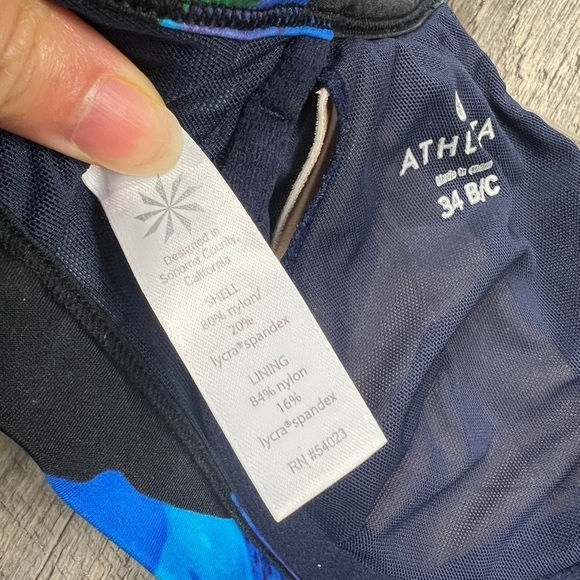 Designed in
Sonoma County,
California
SHELL
80% nylon/
20%
lycra® spandex
LINING
84% nylon
16%
lycra® spandex
RN #54023
ATHLETA
34 B/C